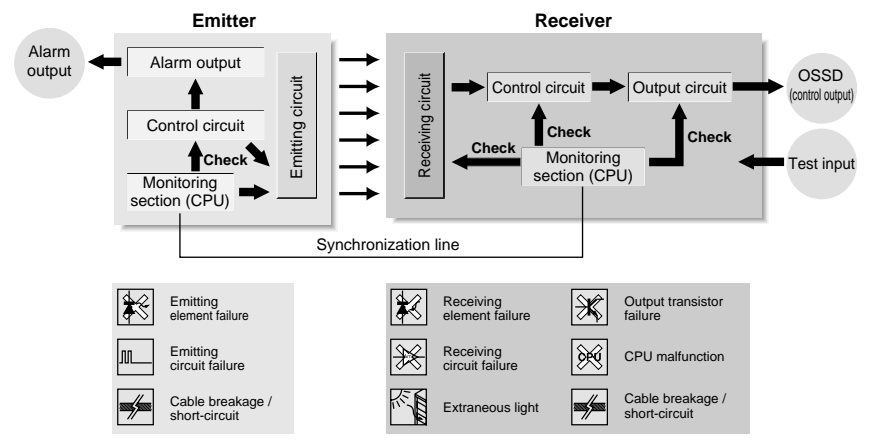 Emitter
Receiver
Alarm
output
Alarm output
Control circuit
Check
Monitoring
section (CPU)
Emitting circuit
Receiving circuit
Control circuit
Output circuit
Check
Check
Check
Monitoring
section (CPU)
OSSD
(control output)
Test input
Synchronization line
Emitting
element failure
Emitting
circuit failure
Cable breakage /
short-circuit
Receiving
element failure
Receiving
circuit failure
Extraneous light
Output transistor
failure
CPU
CPU malfunction
Cable breakage /
short-circuit